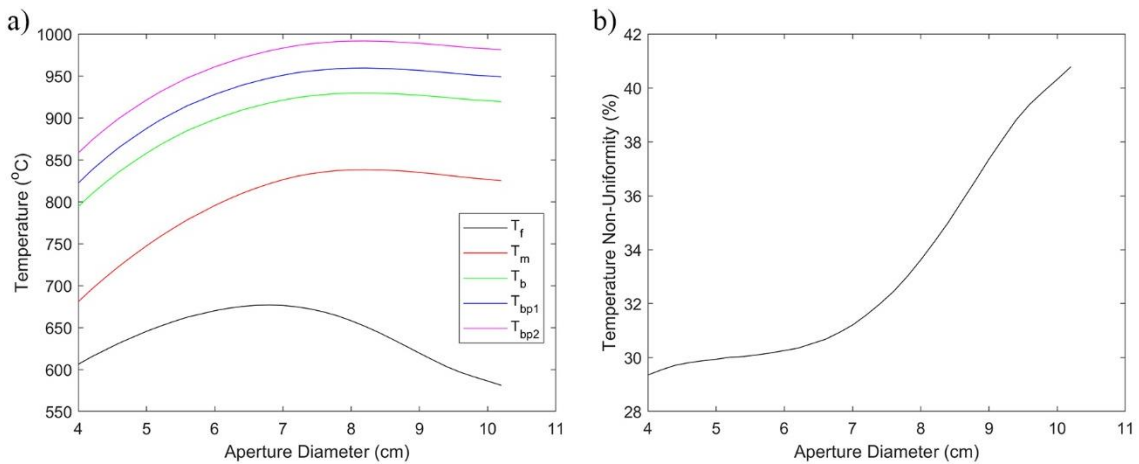 a)
1000
950
900
850
800
750
700
650
600
550
Temperature (°C)
4 5 6 7 8 9 10 11
Aperture Diameter (cm)
T_f
T_m
T_b
T_bp1
T_bp2
b)
42
40
38
36
34
32
30
28
Temperature Non-Uniformity (%)
4 5 6 7 8 9 10 11
Aperture Diameter (cm)